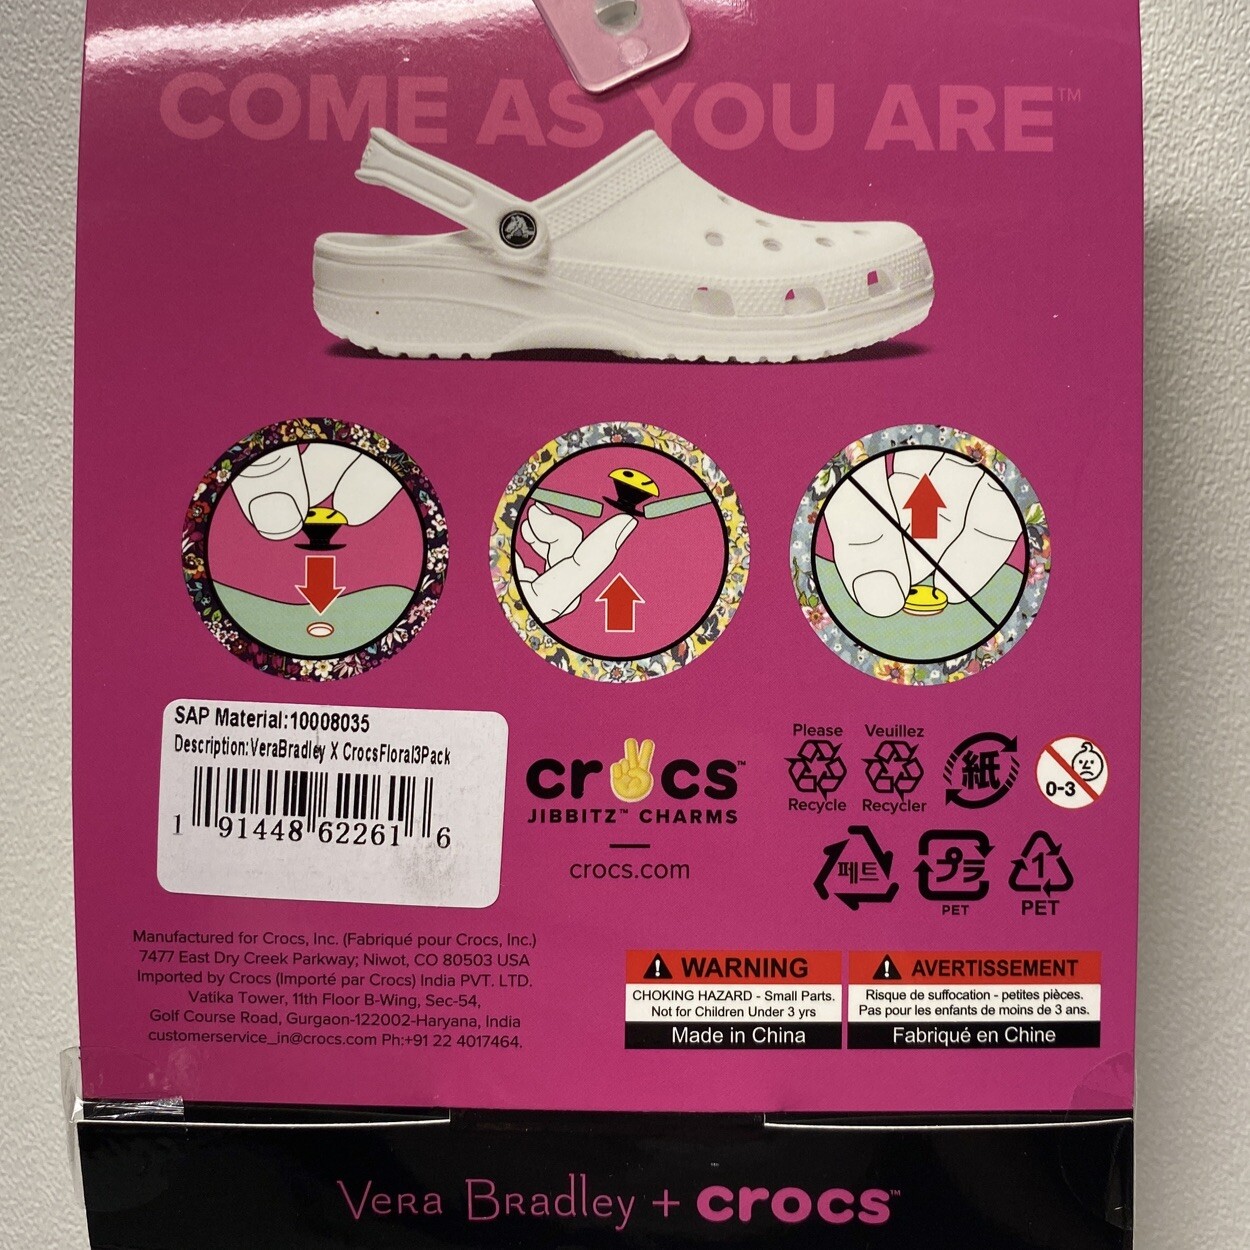 COME AS YOU ARE™
SAP Material:10008035
Description:VeraBradley X CrocsFloral3Pack
1 91448 62261 6
crocs™
JIBBITZ™ CHARMS
crocs.com
Please
Recycle
Veuillez
Recycler
紙
0-3
페트
プラ
PET
1
PET
Manufactured for Crocs, Inc. (Fabriqué pour Crocs, Inc.)
7477 East Dry Creek Parkway; Niwot, CO 80503 USA
Imported by Crocs (Importé par Crocs) India PVT. LTD.
Vatika Tower, 11th Floor B-Wing, Sec-54,
Golf Course Road, Gurgaon-122002-Haryana, India
customerservice_in@crocs.com Ph:+91 22 4017464.
WARNING
CHOKING HAZARD - Small Parts.
Not for Children Under 3 yrs
Made in China
AVERTISSEMENT
Risque de suffocation - petites pièces.
Pas pour les enfants de moins de 3 ans.
Fabriqué en Chine
VERA BRADLEY + crocs™